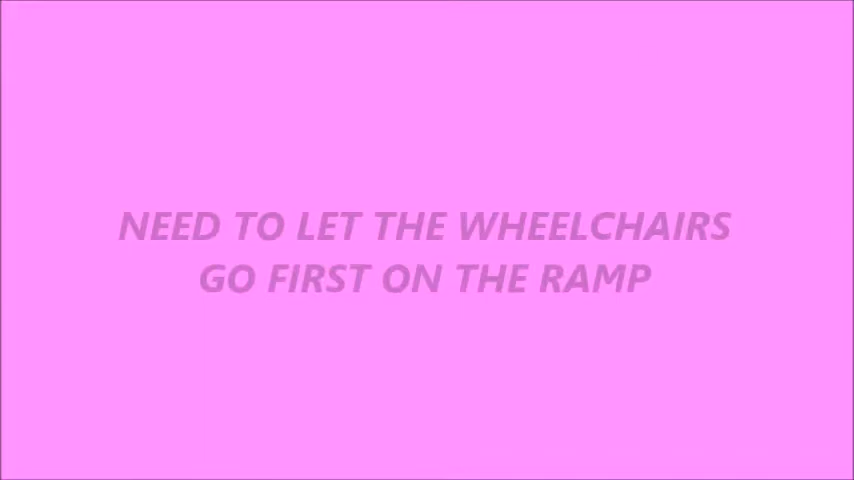 NEED TO LET THE WHEELCHAIRS
GO FIRST ON THE RAMP